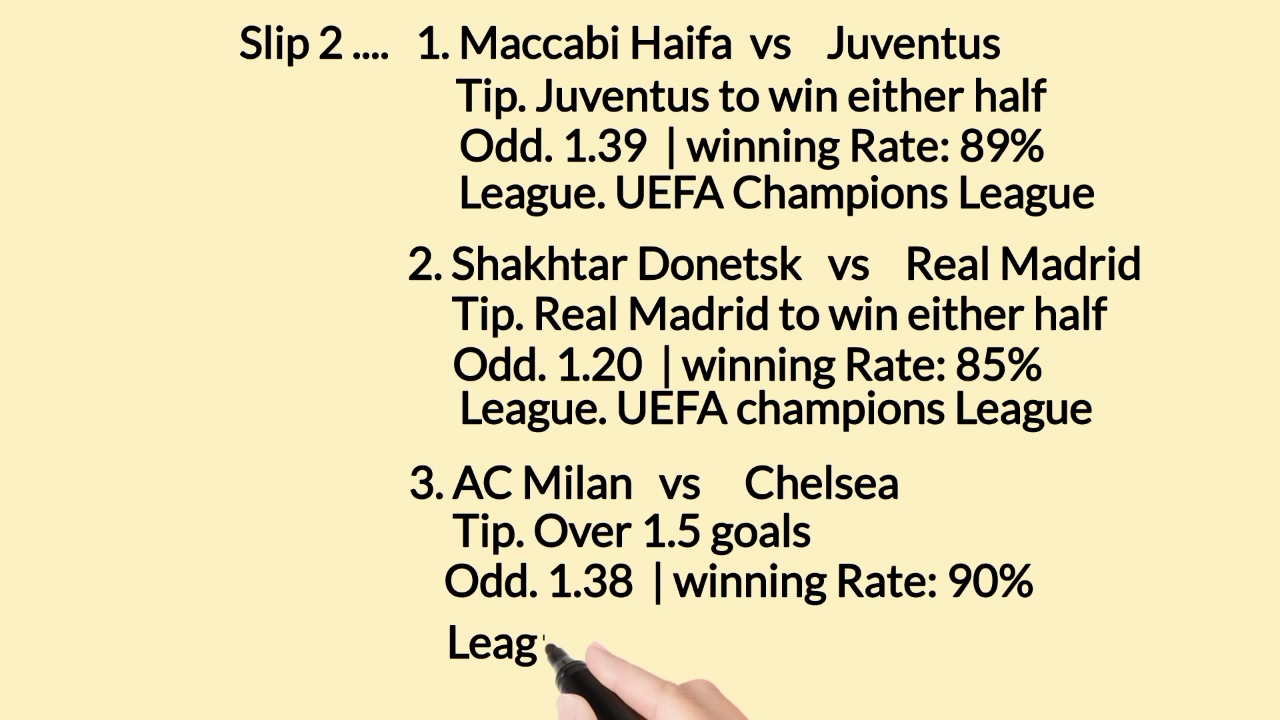 Slip 2 .... 1. Maccabi Haifa vs Juventus
Tip. Juventus to win either half
Odd. 1.39 | winning Rate: 89%
League. UEFA Champions League
2. Shakhtar Donetsk vs Real Madrid
Tip. Real Madrid to win either half
Odd. 1.20 | winning Rate: 85%
League. UEFA champions League
3. AC Milan vs Chelsea
Tip. Over 1.5 goals
Odd. 1.38 | winning Rate: 90%
Leag